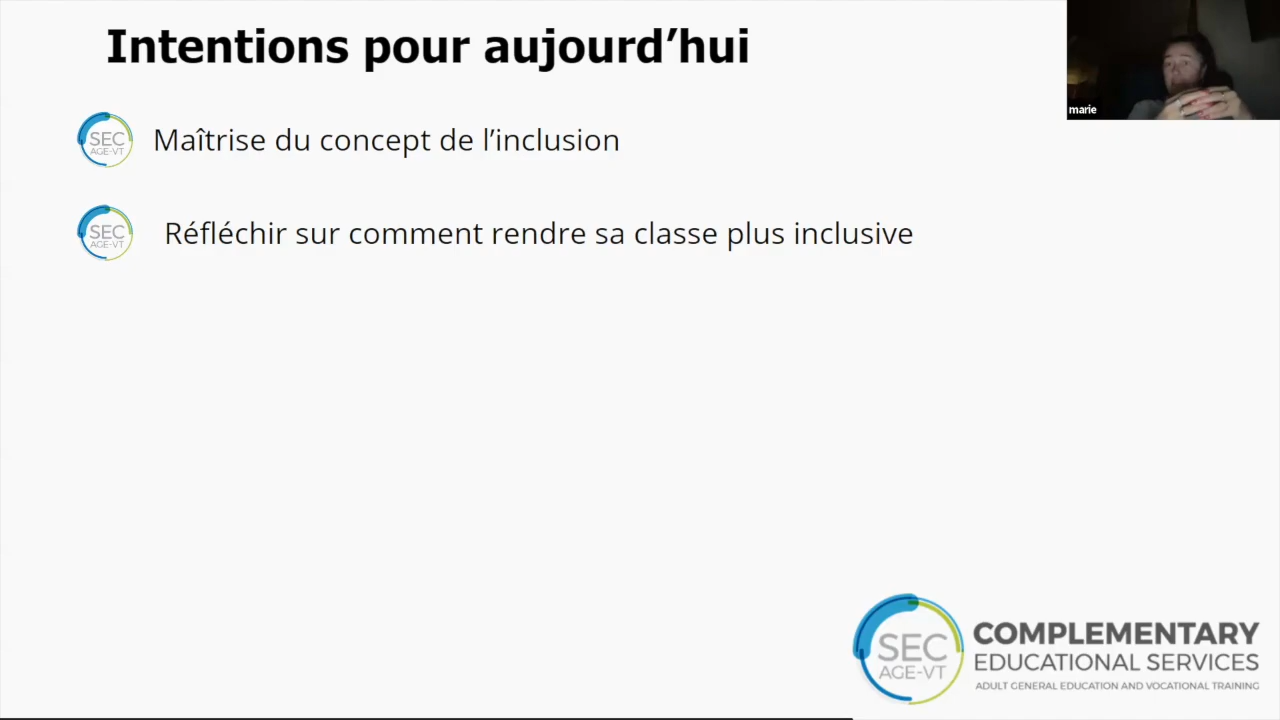 Intentions pour aujourd’hui
marie
SEC
AGE-VT
Maîtrise du concept de l’inclusion
SEC
AGE-VT
Réfléchir sur comment rendre sa classe plus inclusive
SEC
AGE-VT
COMPLEMENTARY
EDUCATIONAL SERVICES
ADULT GENERAL EDUCATION AND VOCATIONAL TRAINING